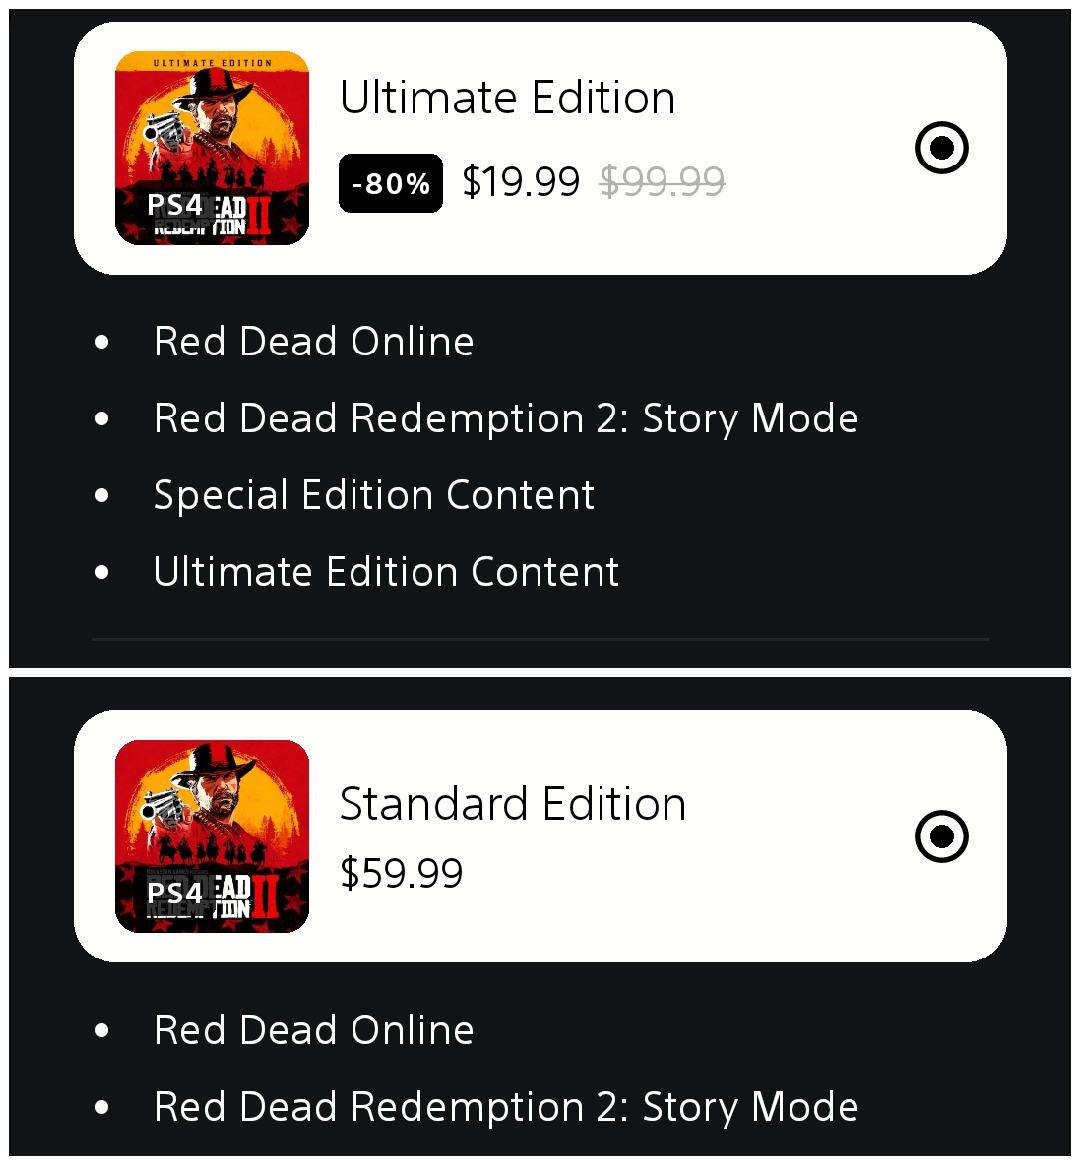 ULTIMATE EDITION
Ultimate Edition
-80% $19.99 $99.99
PS4
RED DEAD
REDEMPTION II
• Red Dead Online
• Red Dead Redemption 2: Story Mode
• Special Edition Content
• Ultimate Edition Content
Standard Edition
$59.99
PS4
RED DEAD
REDEMPTION II
• Red Dead Online
• Red Dead Redemption 2: Story Mode